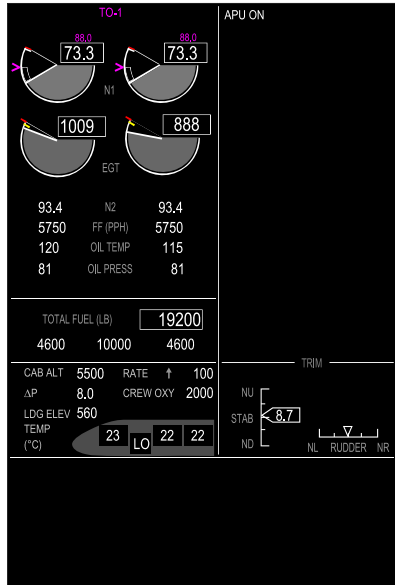 TO-1
APU ON
88.0 88.0
73.3 73.3
N1
1009 888
EGT
93.4 N2 93.4
5750 FF (PPH) 5750
120 OIL TEMP 115
81 OIL PRESS 81
TOTAL FUEL (LB) 19200
4600 10000 4600
CAB ALT 5500 RATE ↑ 100
ΔP 8.0 CREW OXY 2000
LDG ELEV 560
TEMP
(°C) 23 LO 22 22
TRIM
NU
STAB 8.7
ND
NL RUDDER NR